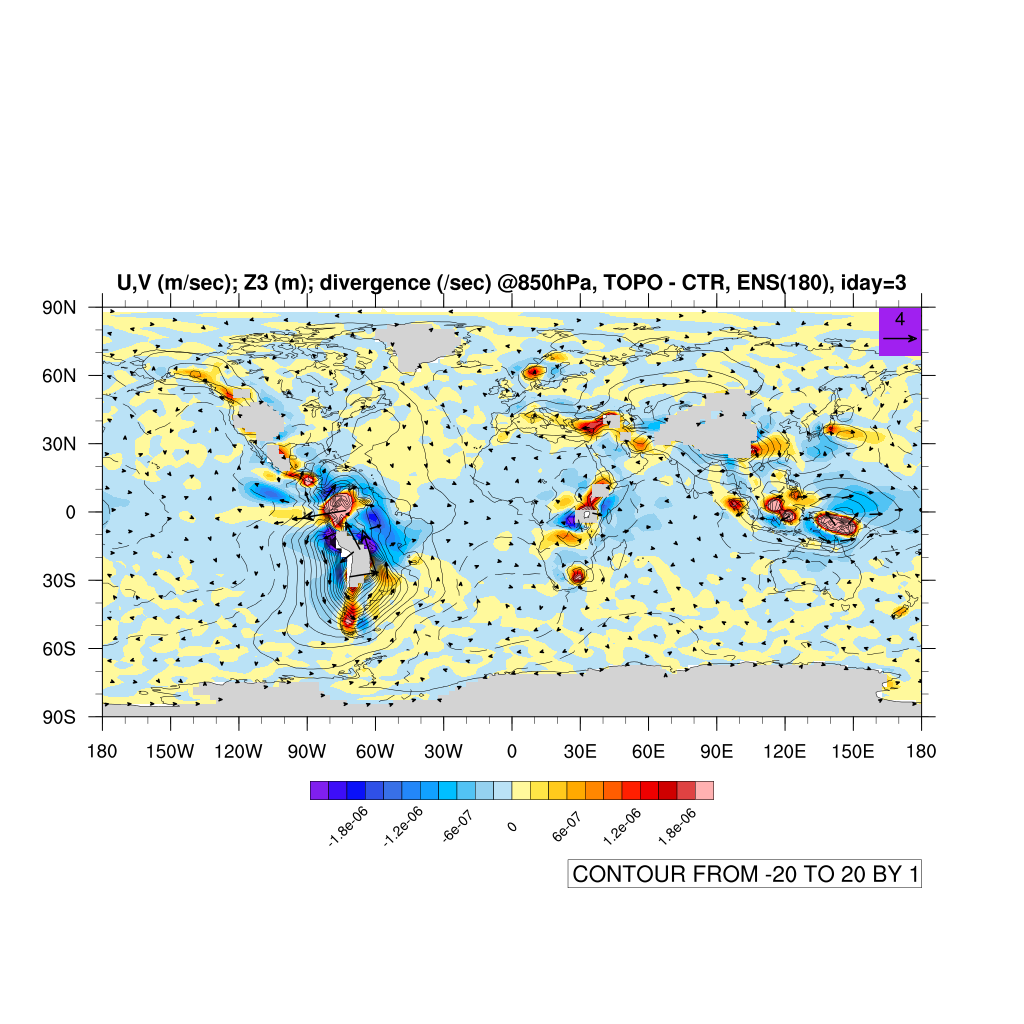 U,V (m/sec); Z3 (m); divergence (/sec) @850hPa, TOPO - CTR, ENS(180), iday=3
4
90N
60N
30N
0
30S
60S
90S
180 150W 120W 90W 60W 30W 0 30E 60E 90E 120E 150E 180
-1.8e-06 -1.2e-06 -6e-07 0 6e-07 1.2e-06 1.8e-06
CONTOUR FROM -20 TO 20 BY 1